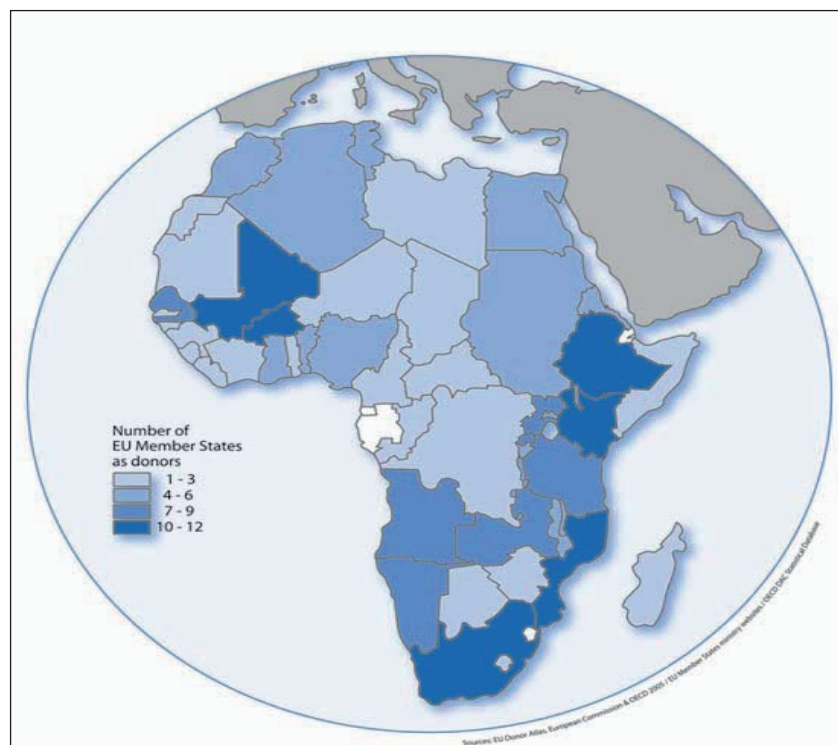 Number of
EU Member States
as donors
1 - 3
4 - 6
7 - 9
10 - 12
Sources: EU Donor Atlas, European Commission & OECD 2005 / EU Member States ministry websites / OECD DAC Statistical Database